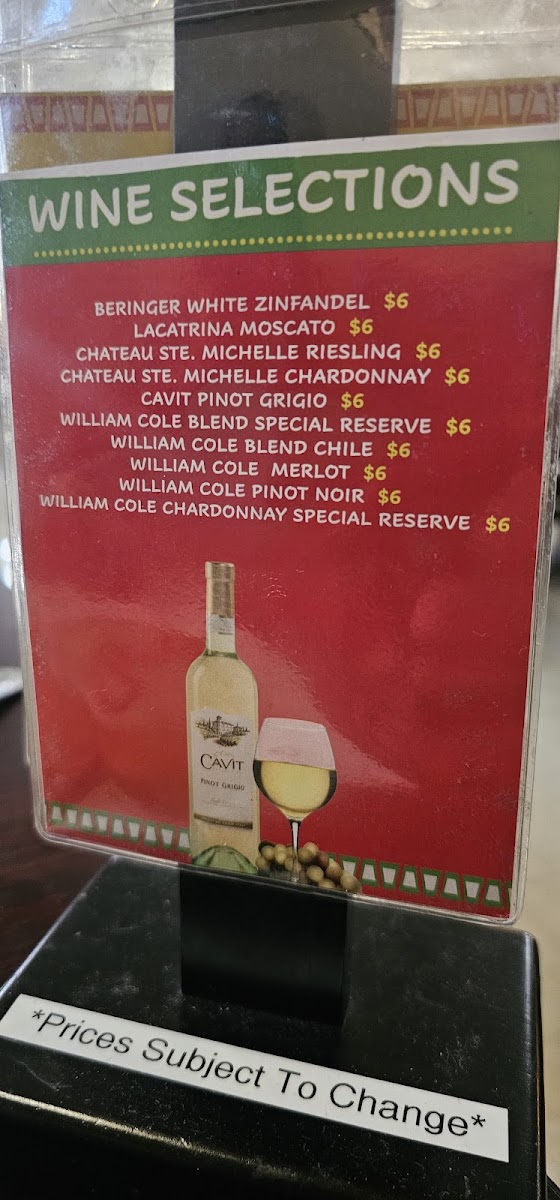 WINE SELECTIONS
BERINGER WHITE ZINFANDEL $6
LACATRINA MOSCATO $6
CHATEAU STE. MICHELLE RIESLING $6
CHATEAU STE. MICHELLE CHARDONNAY $6
CAVIT PINOT GRIGIO $6
WILLIAM COLE BLEND SPECIAL RESERVE $6
WILLIAM COLE BLEND CHILE $6
WILLIAM COLE MERLOT $6
WILLIAM COLE PINOT NOIR $6
WILLIAM COLE CHARDONNAY SPECIAL RESERVE $6
CAVIT
PINOT GRIGIO
*Prices Subject To Change*